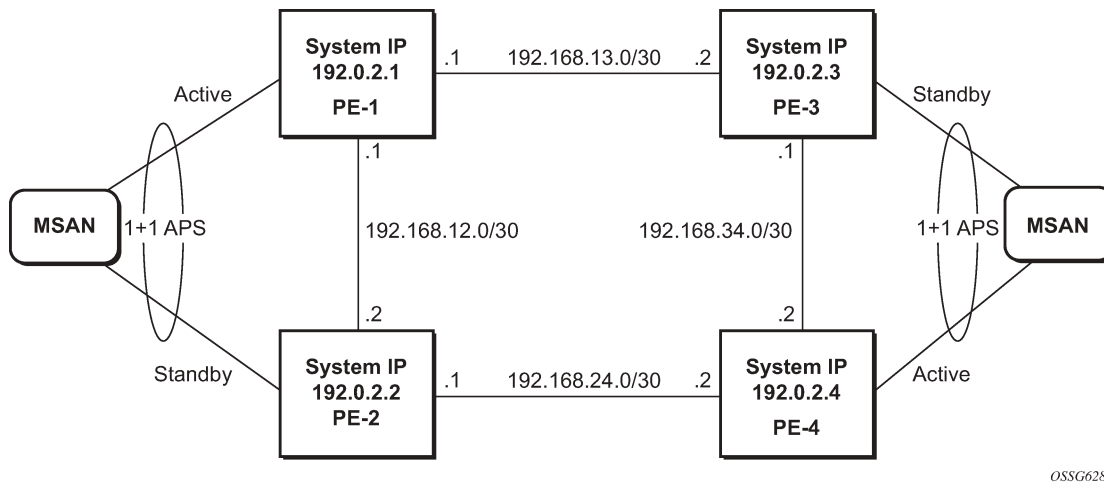 System IP
192.0.2.1
PE-1
.1
192.168.13.0/30
.2
System IP
192.0.2.3
PE-3
Active
Standby
.1
.1
MSAN
1+1 APS
192.168.12.0/30
192.168.34.0/30
1+1 APS
MSAN
.2
.2
Standby
System IP
192.0.2.2
PE-2
.1
192.168.24.0/30
.2
System IP
192.0.2.4
PE-4
Active
OSSG628